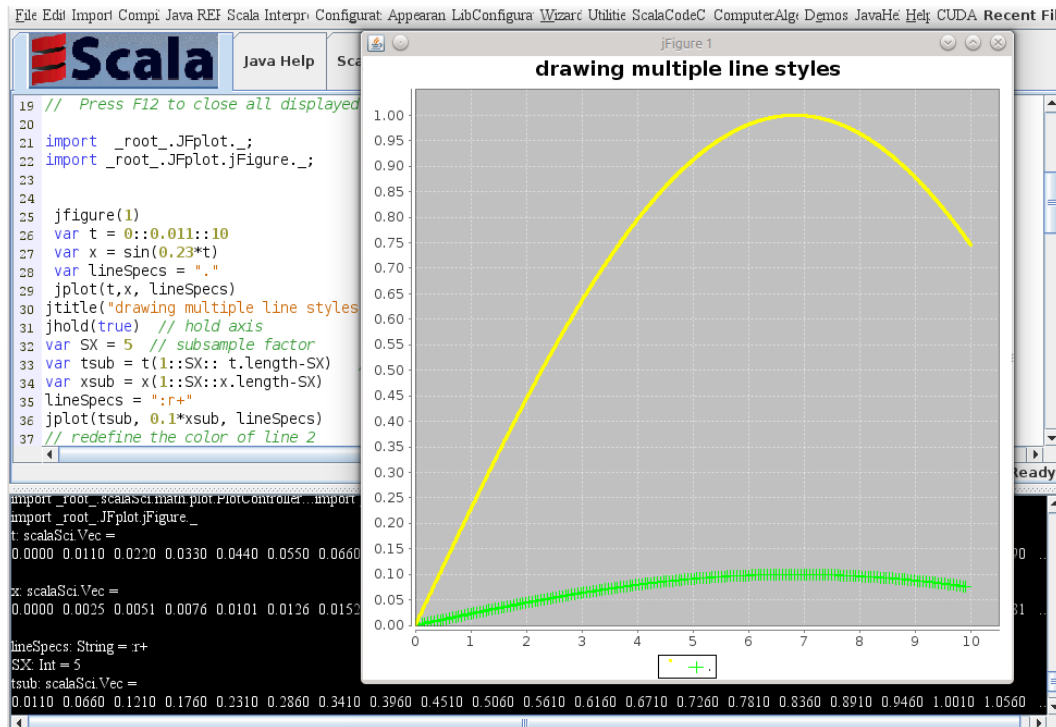 File Edit Import Compi Java REF Scala Interpr Configurat Appearan LibConfigura Wizard Utilitie ScalaCodeC ComputerAlge Demos JavaHe Help CUDA Recent Fil
Scala
Java Help
Sca
19 // Press F12 to close all displayed
20
21 import _root_.JFplot._;
22 import _root_.JFplot.jFigure._;
23
24
25 jfigure(1)
26 var t = 0::0.011::10
27 var x = sin(0.23*t)
28 var lineSpecs = "."
29 jplot(t,x, lineSpecs)
30 jtitle("drawing multiple line styles
31 jhold(true) // hold axis
32 var SX = 5 // subsample factor
33 var tsub = t(1::SX:: t.length-SX)
34 var xsub = x(1::SX::x.length-SX)
35 lineSpecs = ":r+"
36 jplot(tsub, 0.1*xsub, lineSpecs)
37 // redefine the color of line 2
Ready
jFigure 1
drawing multiple line styles
1.00
0.95
0.90
0.85
0.80
0.75
0.70
0.65
0.60
0.55
0.50
0.45
0.40
0.35
0.30
0.25
0.20
0.15
0.10
0.05
0.00
0 1 2 3 4 5 6 7 8 9 10
import _root_.scalaSci.math.plot.PlotController...import
import _root_.JFplot.jFigure._
t: scalaSci.Vec =
0.0000 0.0110 0.0220 0.0330 0.0440 0.0550 0.0660
90 ..
x: scalaSci.Vec =
0.0000 0.0025 0.0051 0.0076 0.0101 0.0126 0.0152
31 ..
lineSpecs: String = :r+
SX: Int = 5
tsub: scalaSci.Vec =
0.0110 0.0660 0.1210 0.1760 0.2310 0.2860 0.3410 0.3960 0.4510 0.5060 0.5610 0.6160 0.6710 0.7260 0.7810 0.8360 0.8910 0.9460 1.0010 1.0560 ..